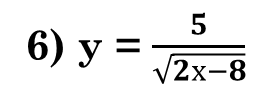 6) y = 5/√(2x−8)